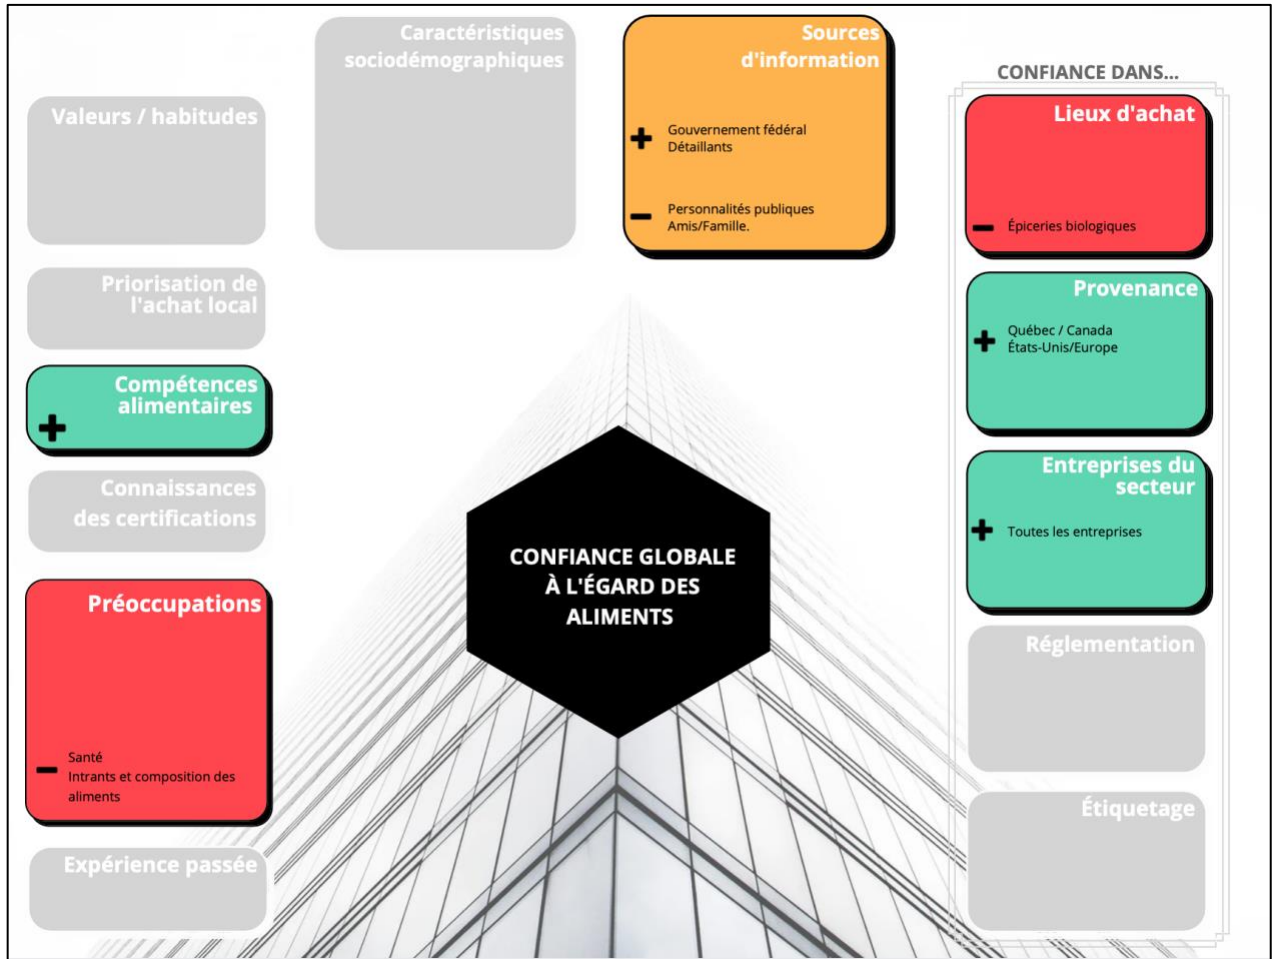 Caractéristiques
sociodémographiques
Sources
d'information
+ Gouvernement fédéral
Détaillants
− Personnalités publiques
Amis/Famille.
Valeurs / habitudes
Priorisation de
l'achat local
Compétences
alimentaires
+
Connaissances
des certifications
Préoccupations
− Santé
Intrants et composition des
aliments
Expérience passée
CONFIANCE GLOBALE
À L'ÉGARD DES
ALIMENTS
CONFIANCE DANS...
Lieux d'achat
− Épiceries biologiques
Provenance
+ Québec / Canada
États-Unis/Europe
Entreprises du
secteur
+ Toutes les entreprises
Réglementation
Étiquetage